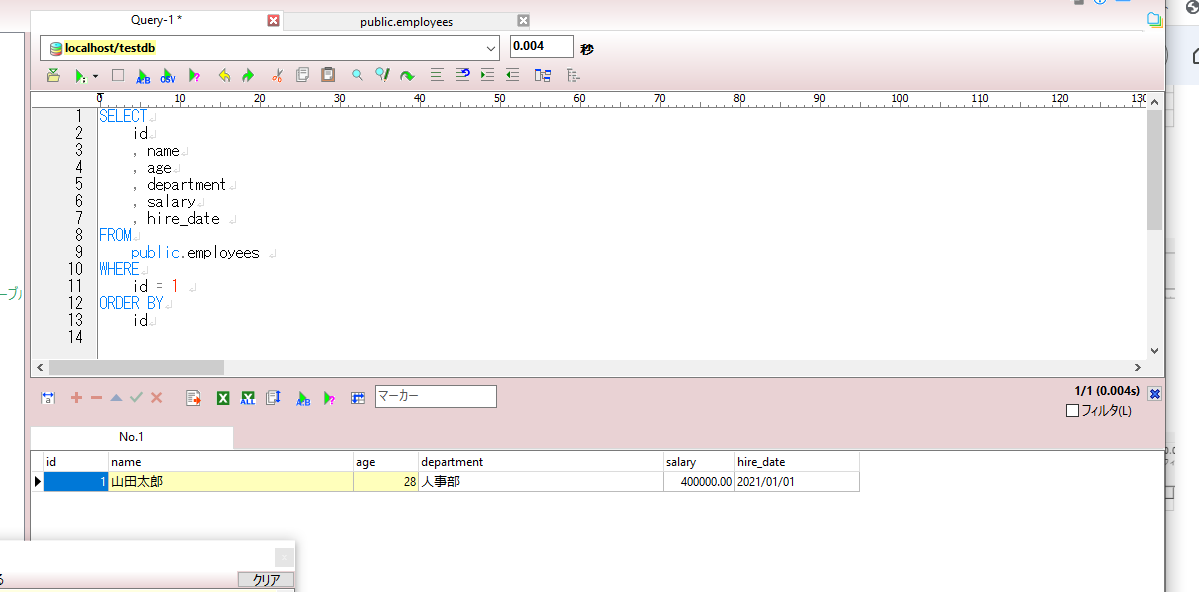 Query-1 *
public.employees
localhost/testdb
0.004
秒
0 10 20 30 40 50 60 70 80 90 100 110 120 130
1 SELECT
2 id
3 , name
4 , age
5 , department
6 , salary
7 , hire_date
8 FROM
9 public.employees
10 WHERE
11 id = 1
12 ORDER BY
13 id
14
マーカー
1/1 (0.004s)
フィルタ(L)
No.1
id name age department salary hire_date
1 山田太郎 28 人事部 400000.00 2021/01/01
クリア